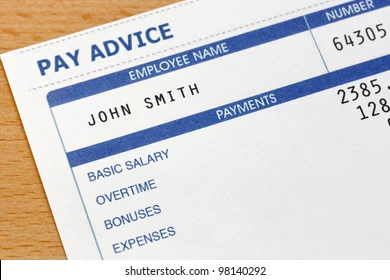 PAY ADVICE
EMPLOYEE NAME NUMBER
JOHN SMITH 64305
PAYMENTS
BASIC SALARY 2385.
OVERTIME 128
BONUSES
EXPENSES
shutterstock.com · 98140292